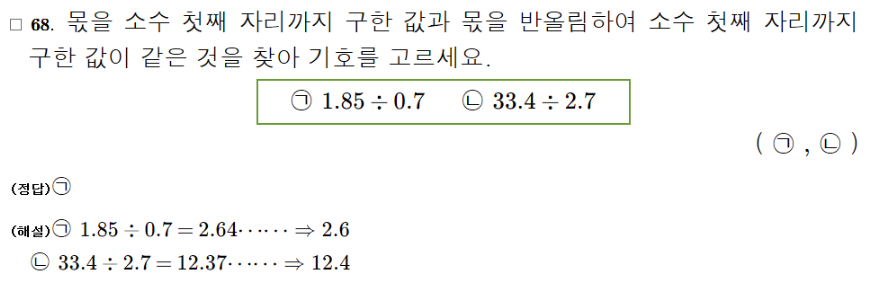 □ 68. 몫을 소수 첫째 자리까지 구한 값과 몫을 반올림하여 소수 첫째 자리까지
구한 값이 같은 것을 찾아 기호를 고르세요.
㉠ 1.85÷0.7 ㉡ 33.4÷2.7
( ㉠ , ㉡ )
(정답)㉠
(해설)㉠ 1.85÷0.7=2.64⋯⋯ ⇒ 2.6
㉡ 33.4÷2.7=12.37⋯⋯ ⇒ 12.4